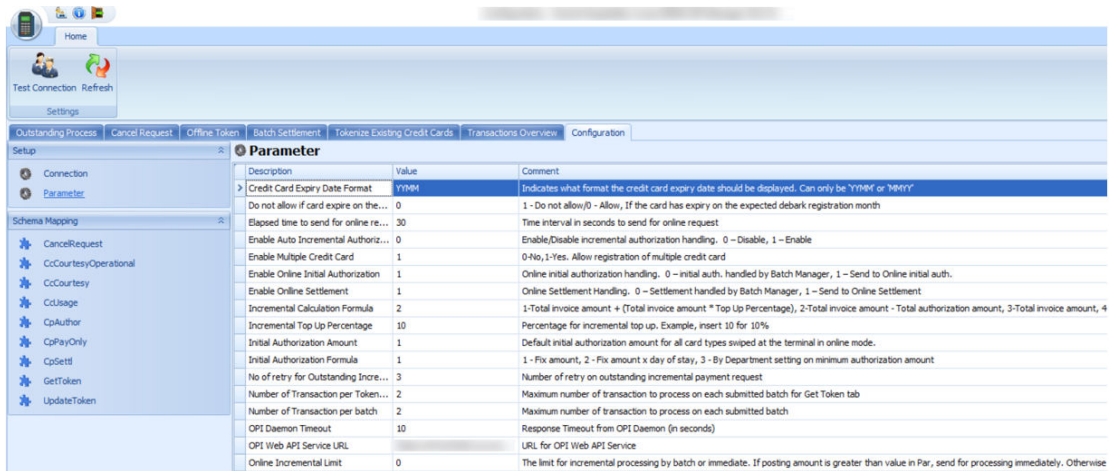 Home
Test Connection Refresh
Settings
Outstanding Process Cancel Request Offline Token Batch Settlement Tokenize Existing Credit Cards Transactions Overview Configuration
Setup
Connection
Parameter
Schema Mapping
CancelRequest
CcCourtesyOperational
CcCourtesy
CcUsage
CpAuthor
CpPayOnly
CpSettl
GetToken
UpdateToken
Parameter
Description Value Comment
Credit Card Expiry Date Format YYMM Indicates what format the credit card expiry date should be displayed. Can only be 'YYMM' or 'MMYY'
Do not allow if card expire on the... 0 1 - Do not allow/0 - Allow, If the card has expiry on the expected debark registration month
Elapsed time to send for online re... 30 Time interval in seconds to send for online request
Enable Auto Incremental Authoriz... 0 Enable/Disable incremental authorization handling. 0 – Disable, 1 – Enable
Enable Multiple Credit Card 1 0-No,1-Yes. Allow registration of multiple credit card
Enable Online Initial Authorization 1 Online initial authorization handling. 0 – initial auth. handled by Batch Manager, 1 – Send to Online initial auth.
Enable Onlline Settlement 1 Online Settlement Handling. 0 – Settlement handled by Batch Manager, 1 – Send to Online Settlement
Incremental Calculation Formula 2 1-Total invoice amount + (Total invoice amount * Top Up Percentage), 2-Total invoice amount - Total authorization amount, 3-Total invoice amount, 4
Incremental Top Up Percentage 10 Percentage for incremental top up. Example, insert 10 for 10%
Initial Authorization Amount 1 Default initial authorization amount for all card types swiped at the terminal in online mode.
Initial Authorization Formula 1 1 - Fix amount, 2 - Fix amount x day of stay, 3 - By Department setting on minimum authorization amount
No of retry for Outstanding Incre... 3 Number of retry on outstanding incremental payment request
Number of Transaction per Token... 2 Maximum number of transaction to process on each submitted batch for Get Token tab
Number of Transaction per batch 2 Maximum number of transaction to process on each submitted batch
OPI Daemon Timeout 10 Response Timeout from OPI Daemon (in seconds)
OPI Web API Service URL URL for OPI Web API Service
Online Incremental Limit 0 The limit for incremental processing by batch or immediate. If posting amount is greater than value in Par, send for processing immediately. Otherwise